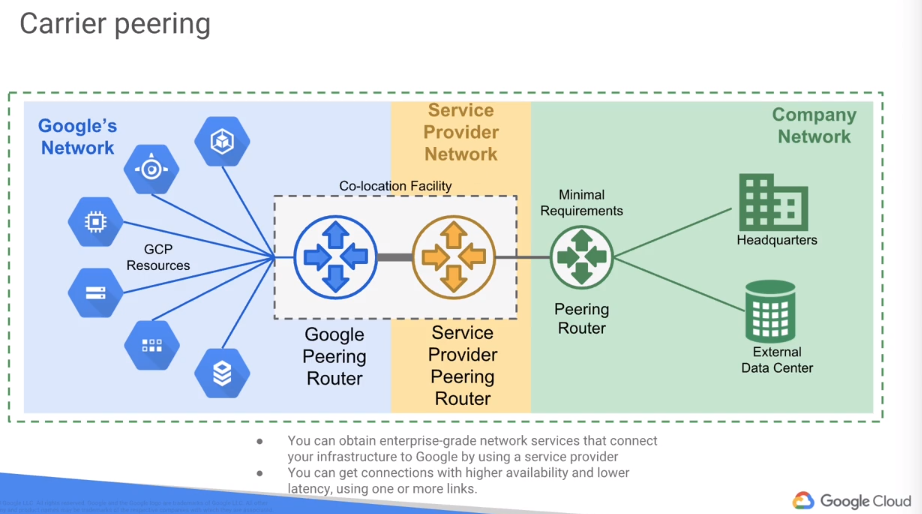 Carrier peering
Google's
Network
Service
Provider
Network
Company
Network
Co-location Facility
GCP
Resources
Minimal
Requirements
Headquarters
Google
Peering
Router
Service
Provider
Peering
Router
Peering
Router
External
Data Center
● You can obtain enterprise-grade network services that connect
your infrastructure to Google by using a service provider
● You can get connections with higher availability and lower
latency, using one or more links.
Google Cloud